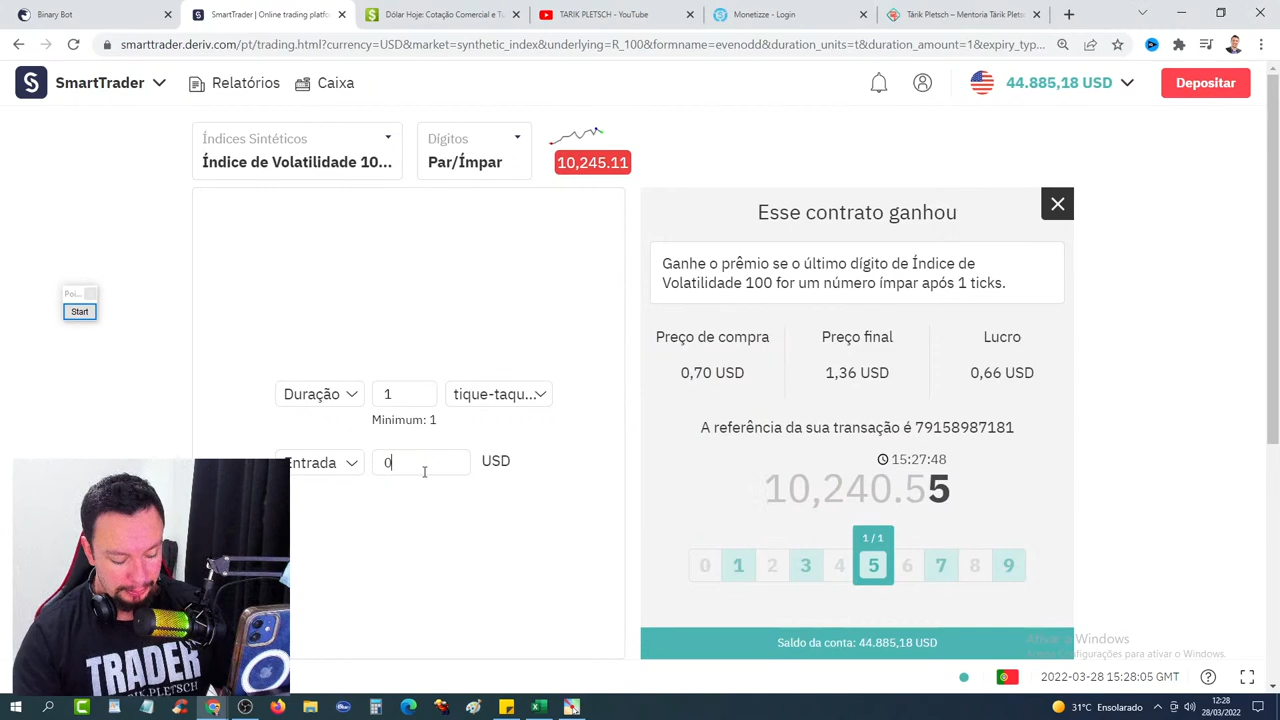 Binary Bot
SmartTrader | Online trading platf
Dólar Hoje: Cotação Comercial e T
TARIK PLETSCH - YouTube
Monetizze - Login
Tárik Pletsch – Mentoria Tárik Plets
smarttrader.deriv.com/pt/trading.html?currency=USD&market=synthetic_index&underlying=R_100&formname=evenodd&duration_units=t&duration_amount=1&expiry_typ...
SmartTrader
Relatórios
Caixa
44.885,18 USD
Depositar
Índices Sintéticos
Índice de Volatilidade 10...
Dígitos
Par/Ímpar
10,245.11
Esse contrato ganhou
Ganhe o prêmio se o último dígito de Índice de
Volatilidade 100 for um número ímpar após 1 ticks.
Poi...
Start
Preço de compra
Preço final
Lucro
0,70 USD
1,36 USD
0,66 USD
Duração
1
tique-taqu...
Minimum: 1
A referência da sua transação é 79158987181
Entrada
0
USD
15:27:48
10,240.55
1 / 1
0 1 2 3 4 5 6 7 8 9
Saldo da conta: 44.885,18 USD
Ativar o Windows
Acesse Configurações para ativar o Windows.
TRADER
PLETSCH
2022-03-28 15:28:05 GMT
31°C Ensolarado
12:28
28/03/2022